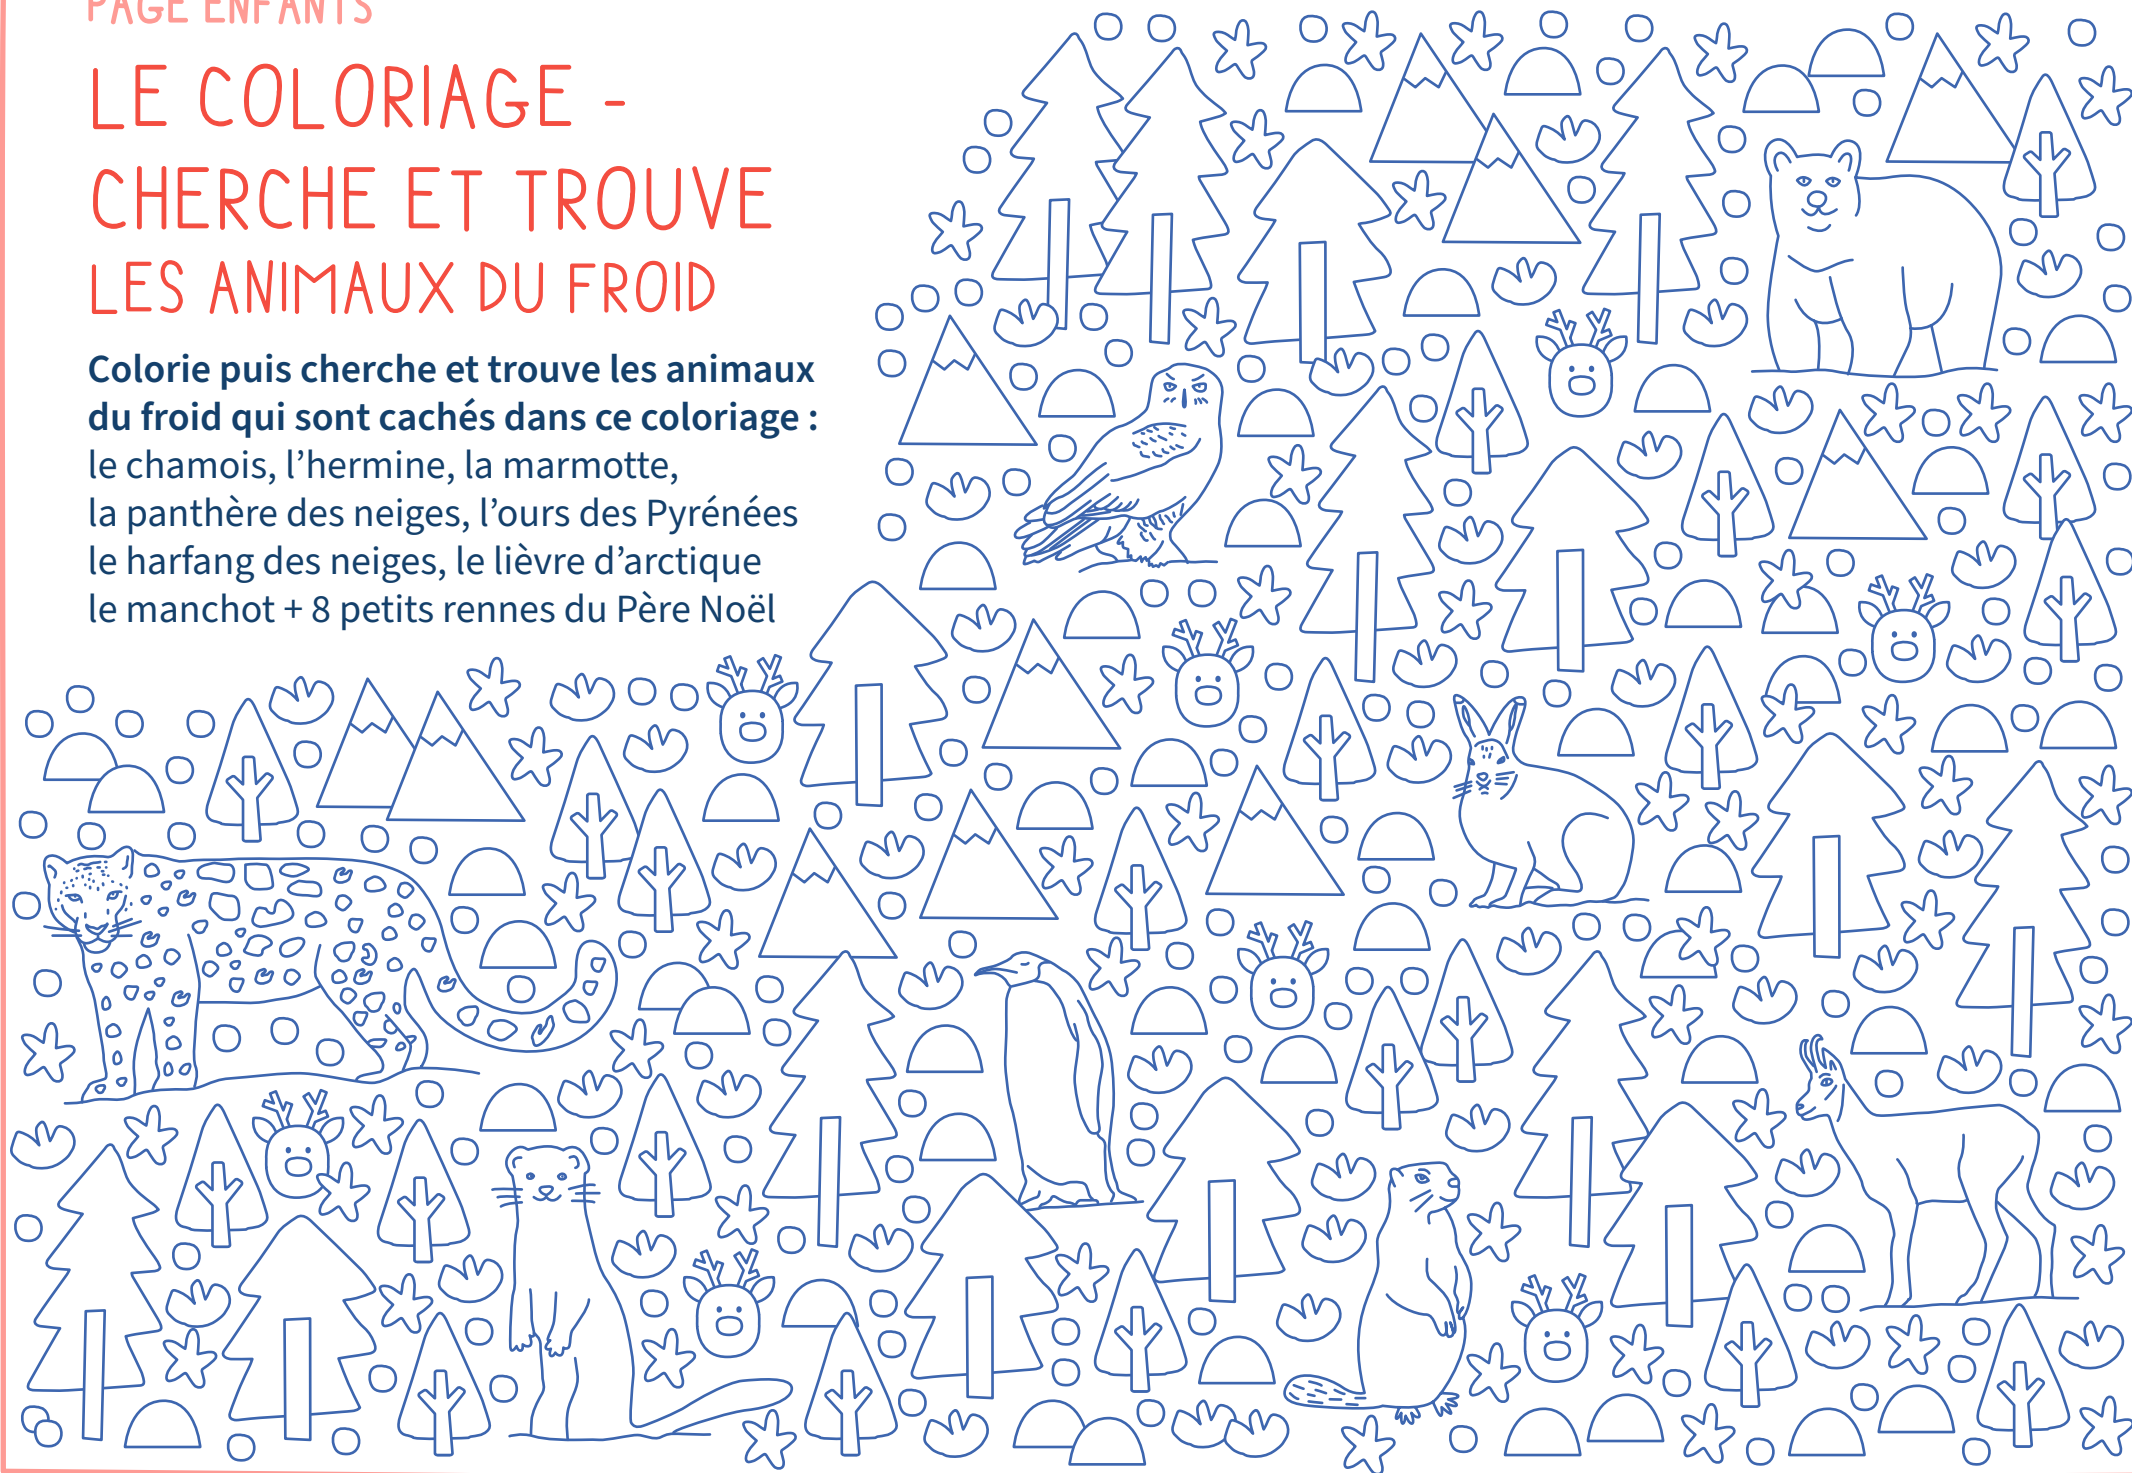 PAGE ENFANTS
LE COLORIAGE -
CHERCHE ET TROUVE
LES ANIMAUX DU FROID
Colorie puis cherche et trouve les animaux
du froid qui sont cachés dans ce coloriage :
le chamois, l’hermine, la marmotte,
la panthère des neiges, l’ours des Pyrénées
le harfang des neiges, le lièvre d’arctique
le manchot + 8 petits rennes du Père Noël